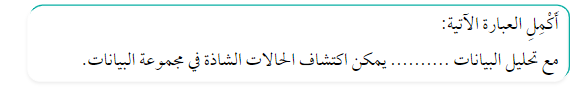 أَكْمِلِ العبارة الآتية:
مع تحليل البيانات .......... يمكن اكتشاف الحالات الشاذة في مجموعة البيانات.